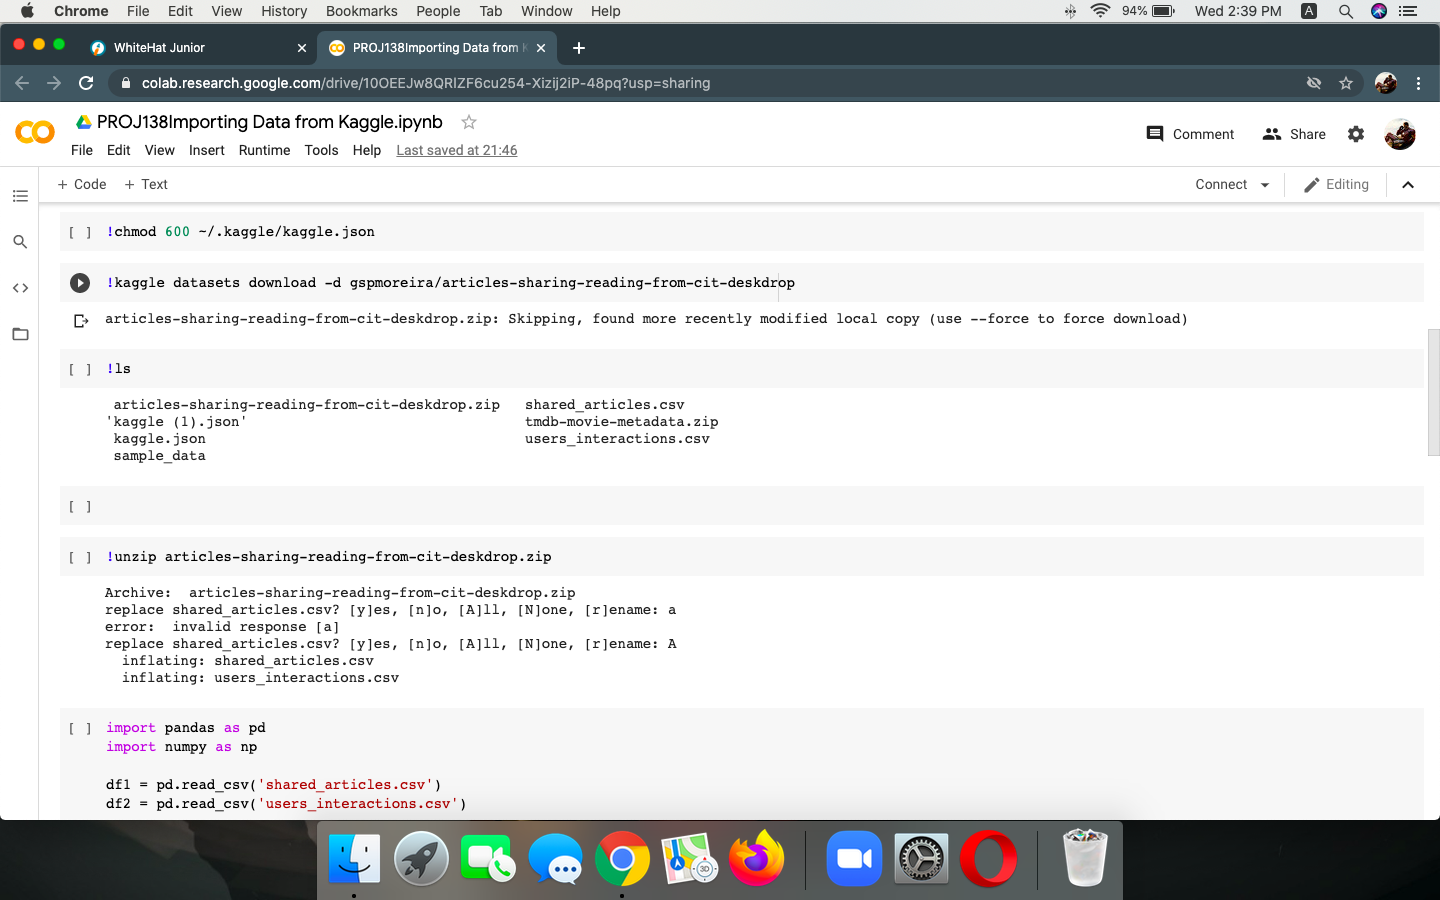 Chrome File Edit View History Bookmarks People Tab Window Help 94% Wed 2:39 PM A
WhiteHat Junior PROJ138Importing Data from K
colab.research.google.com/drive/10OEEJw8QRIZF6cu254-Xizij2iP-48pq?usp=sharing
PROJ138Importing Data from Kaggle.ipynb
Comment Share
File Edit View Insert Runtime Tools Help Last saved at 21:46
+ Code + Text Connect Editing
[ ] !chmod 600 ~/.kaggle/kaggle.json
!kaggle datasets download -d gspmoreira/articles-sharing-reading-from-cit-deskdrop
articles-sharing-reading-from-cit-deskdrop.zip: Skipping, found more recently modified local copy (use --force to force download)
[ ] !ls
articles-sharing-reading-from-cit-deskdrop.zip shared_articles.csv
'kaggle (1).json' tmdb-movie-metadata.zip
kaggle.json users_interactions.csv
sample_data
[ ]
[ ] !unzip articles-sharing-reading-from-cit-deskdrop.zip
Archive: articles-sharing-reading-from-cit-deskdrop.zip
replace shared_articles.csv? [y]es, [n]o, [A]ll, [N]one, [r]ename: a
error: invalid response [a]
replace shared_articles.csv? [y]es, [n]o, [A]ll, [N]one, [r]ename: A
inflating: shared_articles.csv
inflating: users_interactions.csv
[ ] import pandas as pd
import numpy as np
df1 = pd.read_csv('shared_articles.csv')
df2 = pd.read_csv('users_interactions.csv')
3D